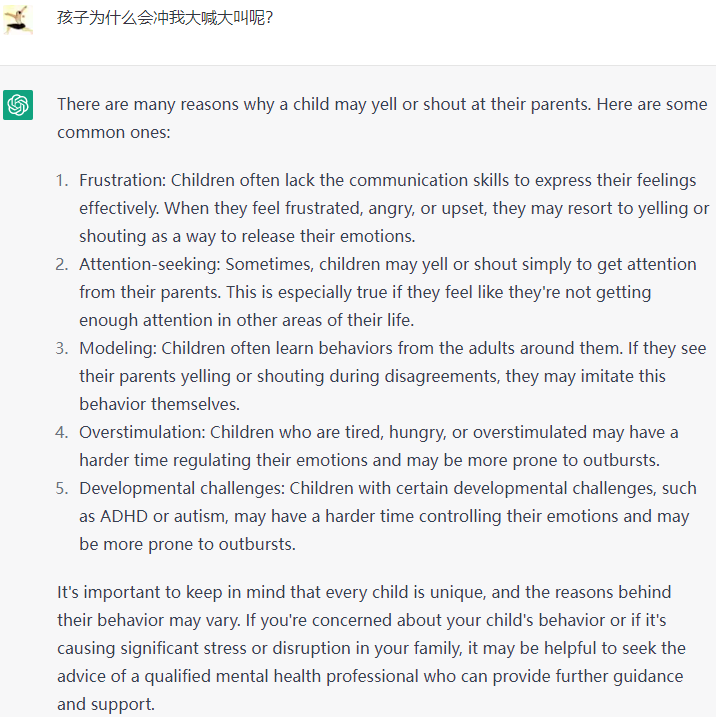 孩子为什么会冲我大喊大叫呢?
There are many reasons why a child may yell or shout at their parents. Here are some
common ones:
1. Frustration: Children often lack the communication skills to express their feelings
effectively. When they feel frustrated, angry, or upset, they may resort to yelling or
shouting as a way to release their emotions.
2. Attention-seeking: Sometimes, children may yell or shout simply to get attention
from their parents. This is especially true if they feel like they're not getting
enough attention in other areas of their life.
3. Modeling: Children often learn behaviors from the adults around them. If they see
their parents yelling or shouting during disagreements, they may imitate this
behavior themselves.
4. Overstimulation: Children who are tired, hungry, or overstimulated may have a
harder time regulating their emotions and may be more prone to outbursts.
5. Developmental challenges: Children with certain developmental challenges, such
as ADHD or autism, may have a harder time controlling their emotions and may
be more prone to outbursts.
It's important to keep in mind that every child is unique, and the reasons behind
their behavior may vary. If you're concerned about your child's behavior or if it's
causing significant stress or disruption in your family, it may be helpful to seek the
advice of a qualified mental health professional who can provide further guidance
and support.